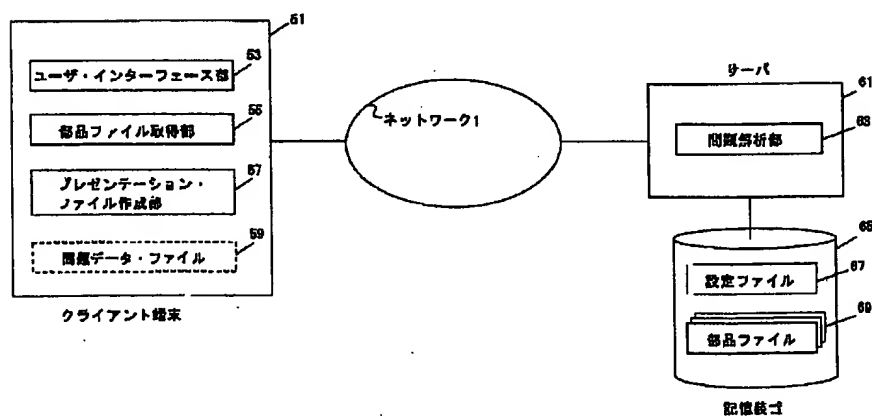 51
ユーザ・インターフェース部
53
部品ファイル取得部
55
プレゼンテーション・
ファイル作成部
57
問題データ・ファイル
59
クライアント端末
ネットワーク1
サーバ
61
問題解析部
63
65
設定ファイル
67
部品ファイル
69
記憶装置